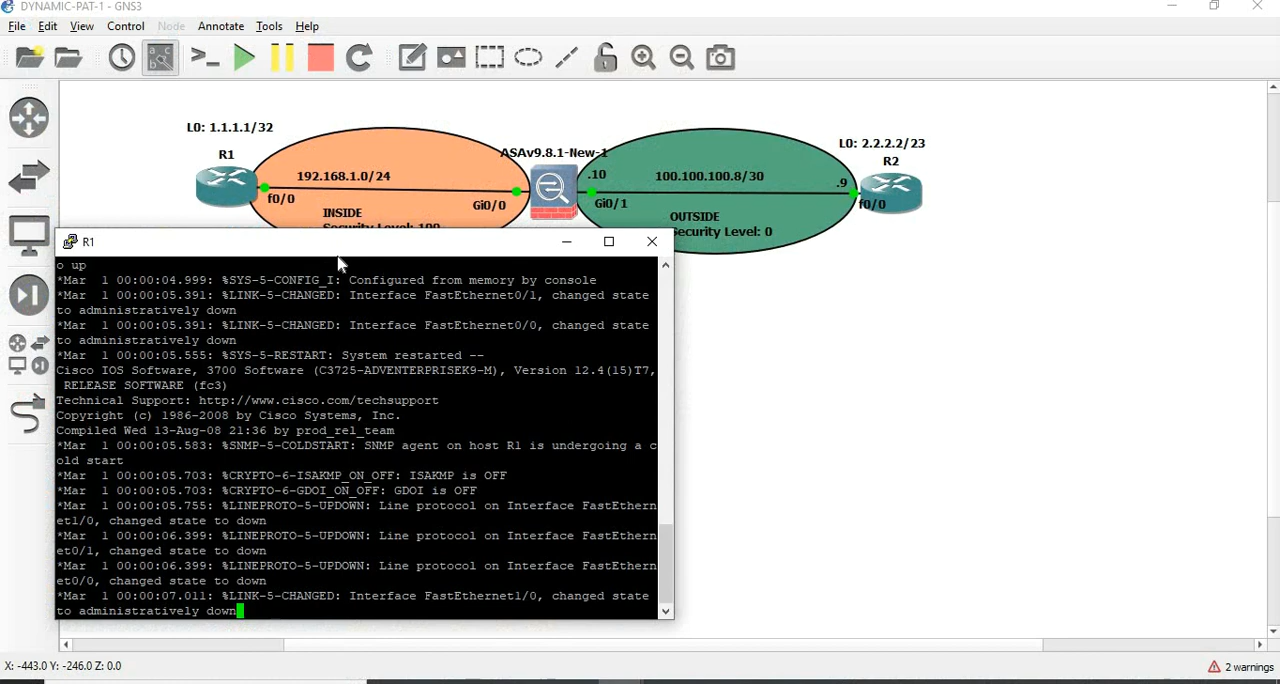 DYNAMIC-PAT-1 - GNS3
File Edit View Control Node Annotate Tools Help
L0: 1.1.1.1/32
R1
192.168.1.0/24
f0/0
Gi0/0
INSIDE
Security Level: 100
ASAv9.8.1-New-1
.10
100.100.100.8/30
.9
Gi0/1
OUTSIDE
Security Level: 0
L0: 2.2.2.2/23
R2
f0/0
R1
o up
*Mar  1 00:00:04.999: %SYS-5-CONFIG_I: Configured from memory by console
*Mar  1 00:00:05.391: %LINK-5-CHANGED: Interface FastEthernet0/1, changed state
to administratively down
*Mar  1 00:00:05.391: %LINK-5-CHANGED: Interface FastEthernet0/0, changed state
to administratively down
*Mar  1 00:00:05.555: %SYS-5-RESTART: System restarted --
Cisco IOS Software, 3700 Software (C3725-ADVENTERPRISEK9-M), Version 12.4(15)T7,
RELEASE SOFTWARE (fc3)
Technical Support: http://www.cisco.com/techsupport
Copyright (c) 1986-2008 by Cisco Systems, Inc.
Compiled Wed 13-Aug-08 21:36 by prod_rel_team
*Mar  1 00:00:05.583: %SNMP-5-COLDSTART: SNMP agent on host R1 is undergoing a c
old start
*Mar  1 00:00:05.703: %CRYPTO-6-ISAKMP_ON_OFF: ISAKMP is OFF
*Mar  1 00:00:05.703: %CRYPTO-6-GDOI_ON_OFF: GDOI is OFF
*Mar  1 00:00:05.755: %LINEPROTO-5-UPDOWN: Line protocol on Interface FastEthern
et1/0, changed state to down
*Mar  1 00:00:06.399: %LINEPROTO-5-UPDOWN: Line protocol on Interface FastEthern
et0/1, changed state to down
*Mar  1 00:00:06.399: %LINEPROTO-5-UPDOWN: Line protocol on Interface FastEthern
et0/0, changed state to down
*Mar  1 00:00:07.011: %LINK-5-CHANGED: Interface FastEthernet1/0, changed state
to administratively down
X: -443.0 Y: -246.0 Z: 0.0
2 warnings